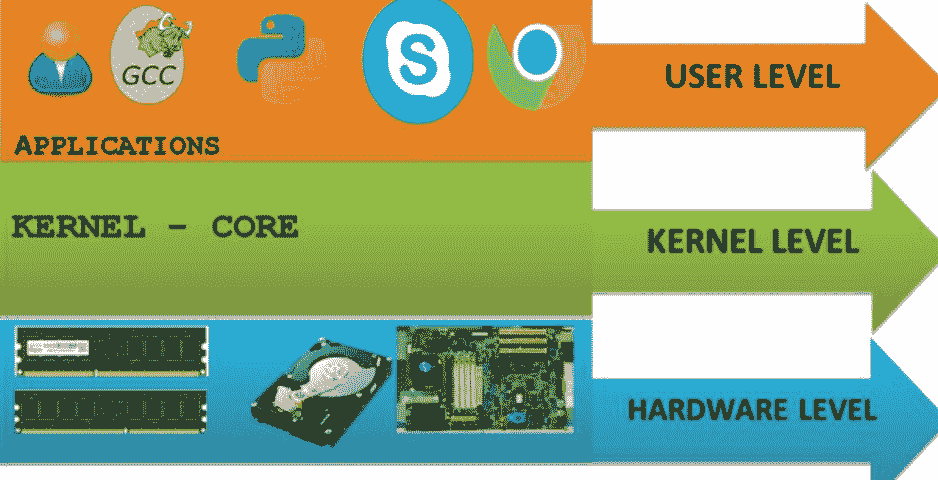 GCC
S
USER LEVEL
APPLICATIONS
KERNEL - CORE
KERNEL LEVEL
HARDWARE LEVEL